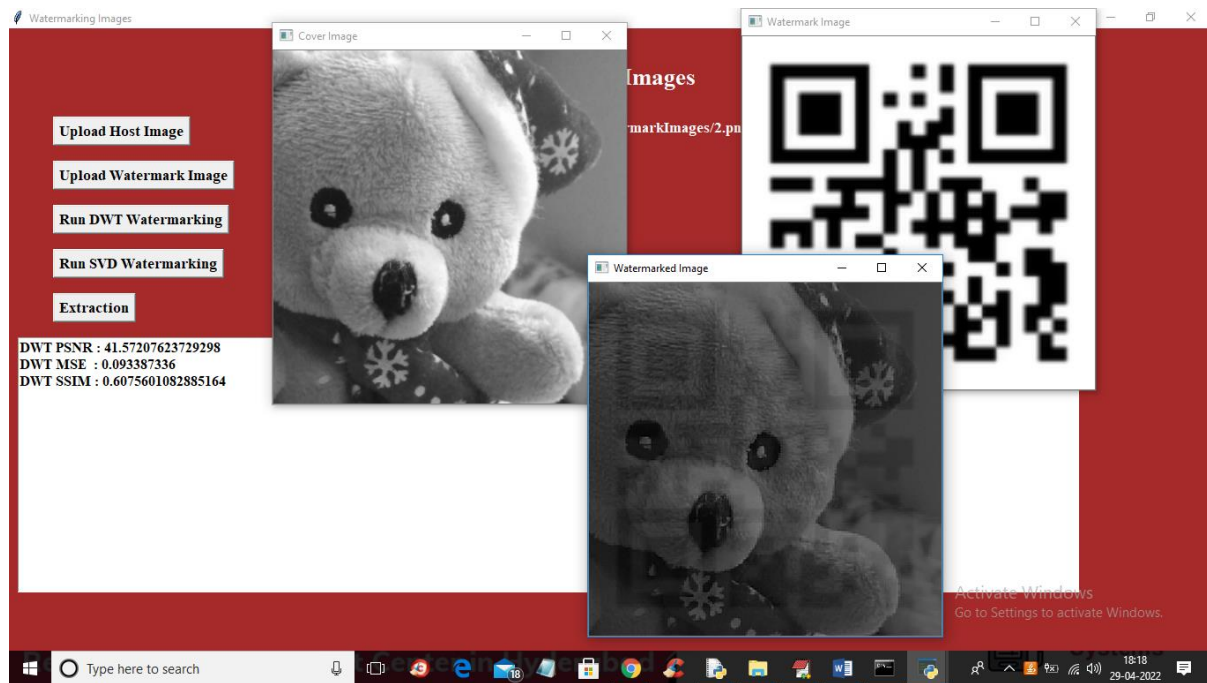 Watermarking Images
Cover Image
Watermark Image
Images
rmarkImages/2.pn
Upload Host Image
Upload Watermark Image
Run DWT Watermarking
Run SVD Watermarking
Extraction
Watermarked Image
DWT PSNR : 41.57207623729298
DWT MSE : 0.093387336
DWT SSIM : 0.6075601082885164
Activate Windows
Go to Settings to activate Windows.
Systems
Type here to search
18
18:18
29-04-2022